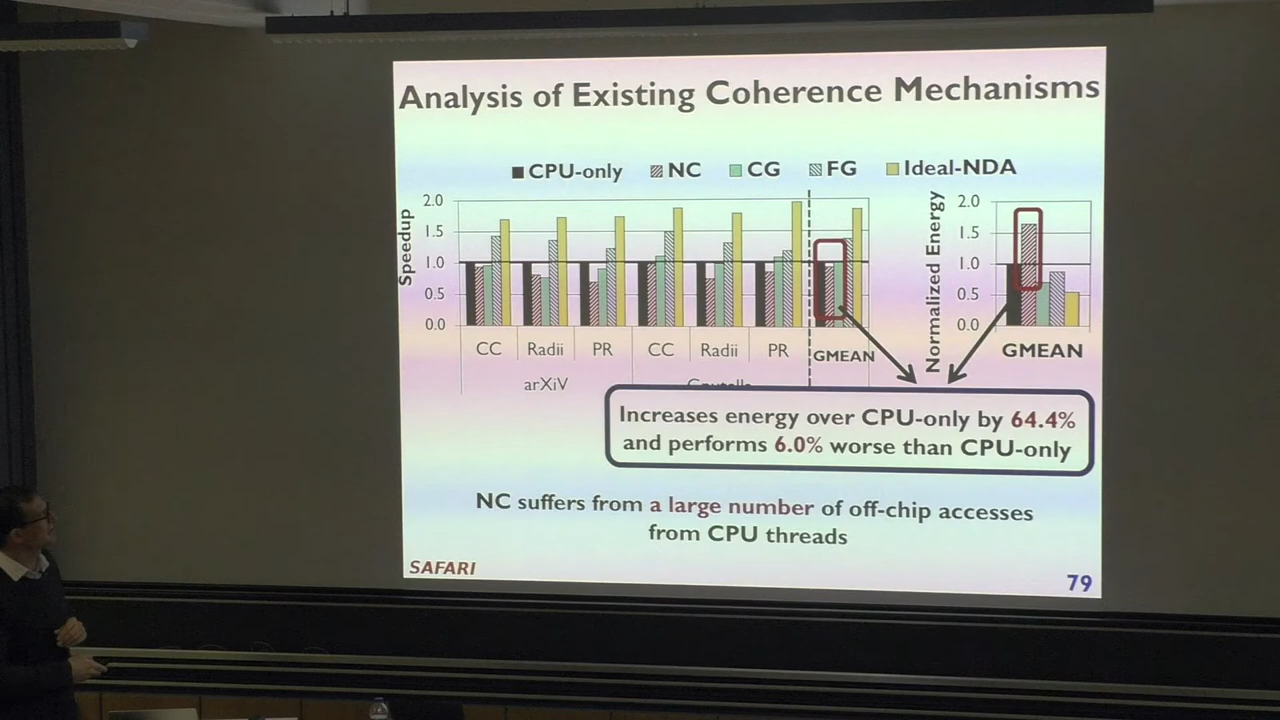 Analysis of Existing Coherence Mechanisms
CPU-only NC CG FG Ideal-NDA
Speedup
2.0
1.5
1.0
0.5
0.0
CC Radii PR CC Radii PR GMEAN
arXiV
Normalized Energy
2.0
1.5
1.0
0.5
0.0
GMEAN
Increases energy over CPU-only by 64.4%
and performs 6.0% worse than CPU-only
NC suffers from a large number of off-chip accesses
from CPU threads
SAFARI
79